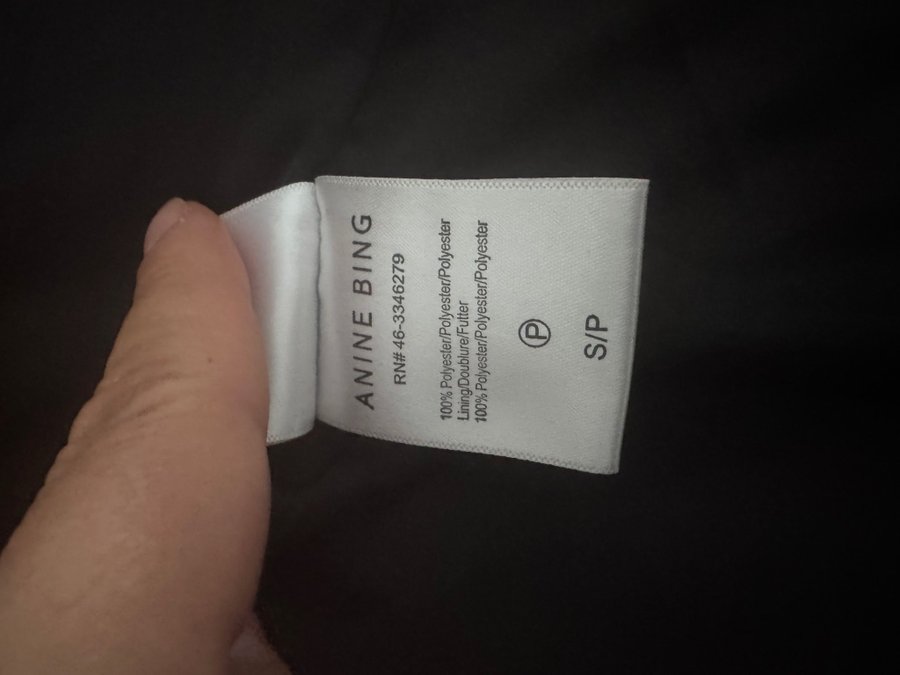 ANINE BING
RN# 46-3346279
100% Polyester/Polyester/Polyester
Lining/Doublure/Futter
100% Polyester/Polyester/Polyester
P
S/P